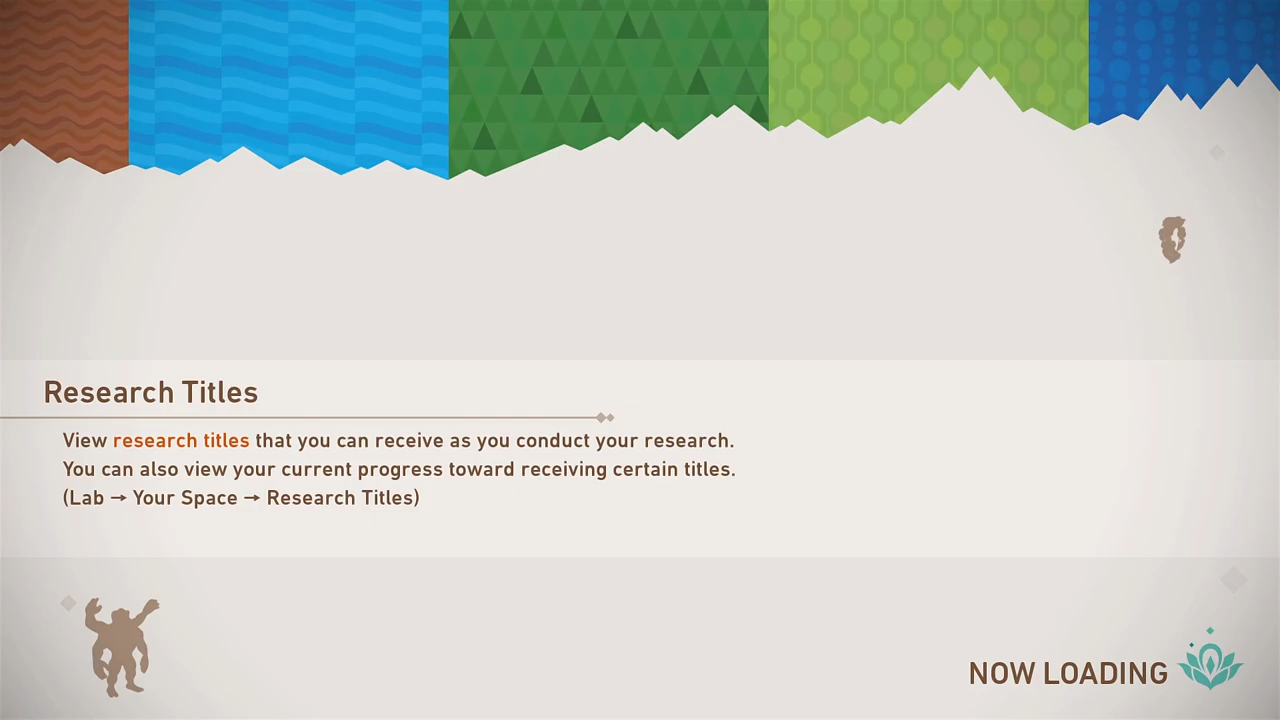 Research Titles
View research titles that you can receive as you conduct your research.
You can also view your current progress toward receiving certain titles.
(Lab → Your Space → Research Titles)
NOW LOADING